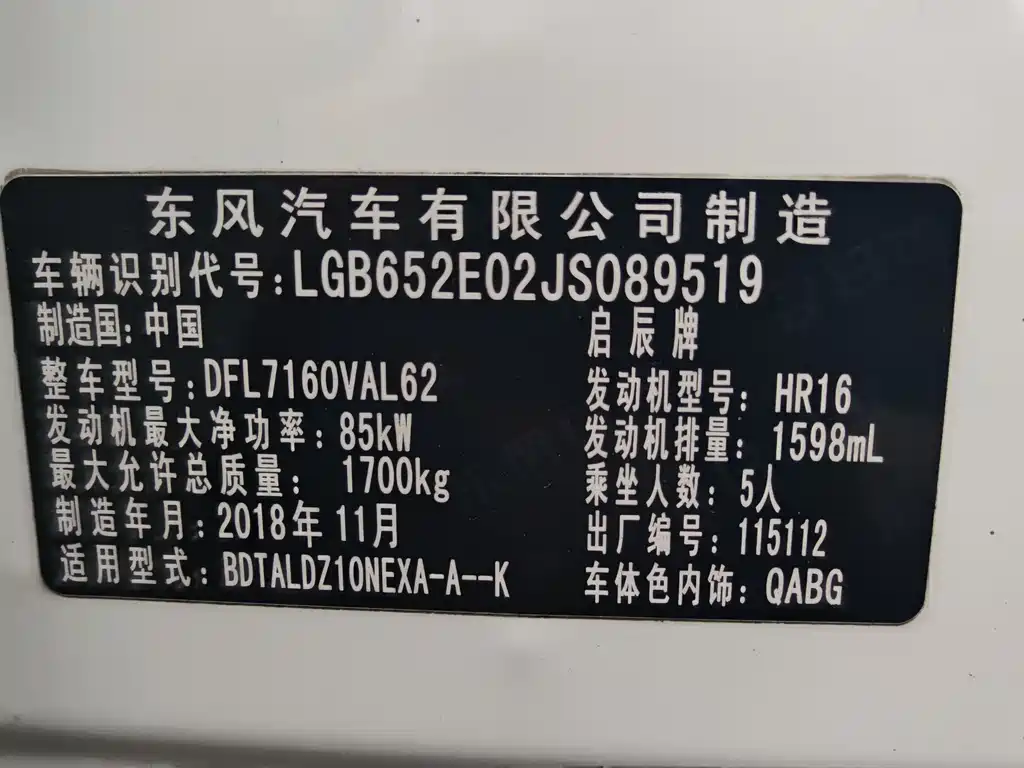 东风汽车有限公司制造
车辆识别代号:LGB652E02JS089519
制造国:中国
启辰牌
整车型号:DFL7160VAL62
发动机型号:HR16
发动机最大净功率:85kW
发动机排量:1598mL
最大允许总质量:1700kg
乘坐人数:5人
制造年月:2018年11月
出厂编号:115112
适用型式:BDTALDZ10NEXA-A--K
车体色内饰:QABG